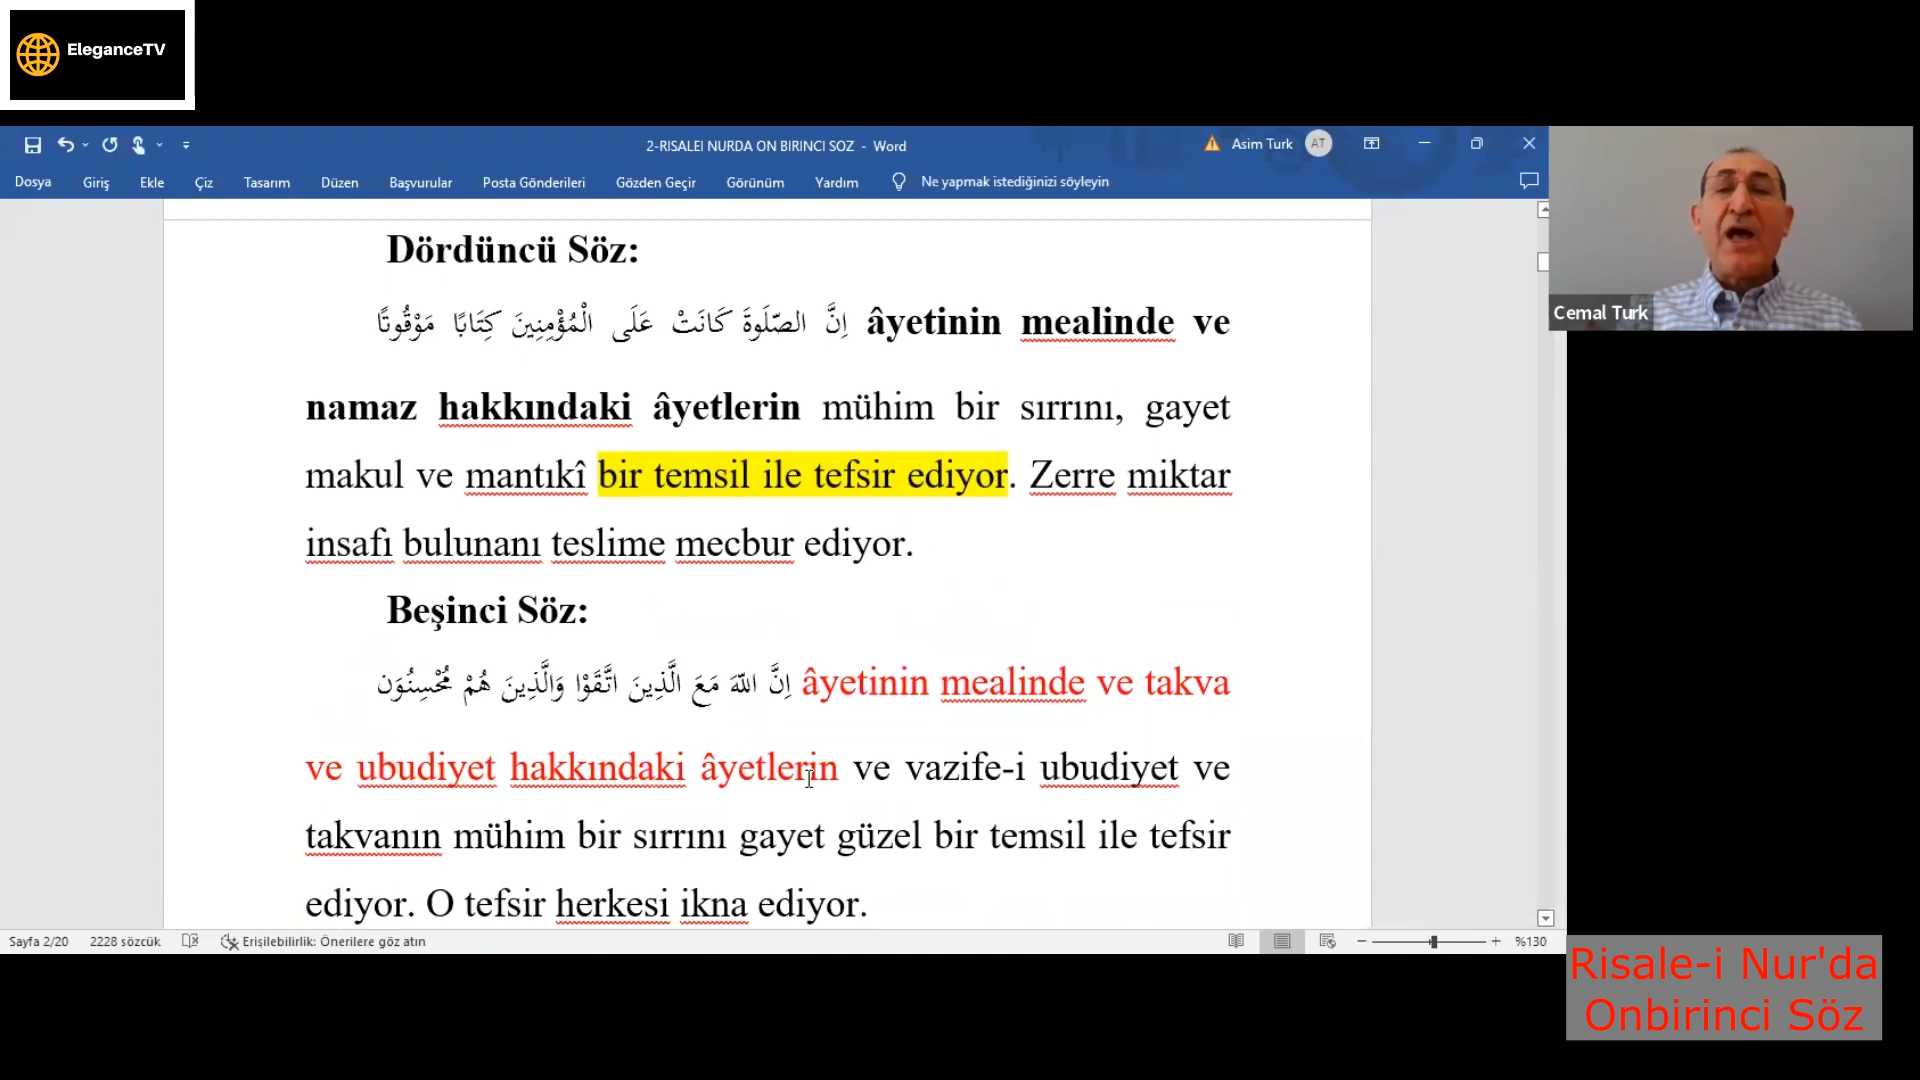 EleganceTV
2-RISALEI NURDA ON BIRINCI SOZ - Word
Asim Turk
AT
Dosya Giriş Ekle Çiz Tasarım Düzen Başvurular Posta Gönderileri Gözden Geçir Görünüm Yardım Ne yapmak istediğinizi söyleyin
Cemal Turk
Dördüncü Söz:
اِنَّ الصَّلٰوةَ كَانَتْ عَلَى الْمُؤْمِنِينَ كِتَابًا مَوْقُوتًا âyetinin mealinde ve
namaz hakkındaki âyetlerin mühim bir sırrını, gayet
makul ve mantıkî bir temsil ile tefsir ediyor. Zerre miktar
insafı bulunanı teslime mecbur ediyor.
Beşinci Söz:
اِنَّ اللّٰهَ مَعَ الَّذِينَ اتَّقَوْا وَالَّذِينَ هُمْ مُحْسِنُوَن âyetinin mealinde ve takva
ve ubudiyet hakkındaki âyetlerin ve vazife-i ubudiyet ve
takvanın mühim bir sırrını gayet güzel bir temsil ile tefsir
ediyor. O tefsir herkesi ikna ediyor.
Sayfa 2/20 2228 sözcük Erişilebilirlik: Önerilere göz atın %130
Risale-i Nur'da
Onbirinci Söz